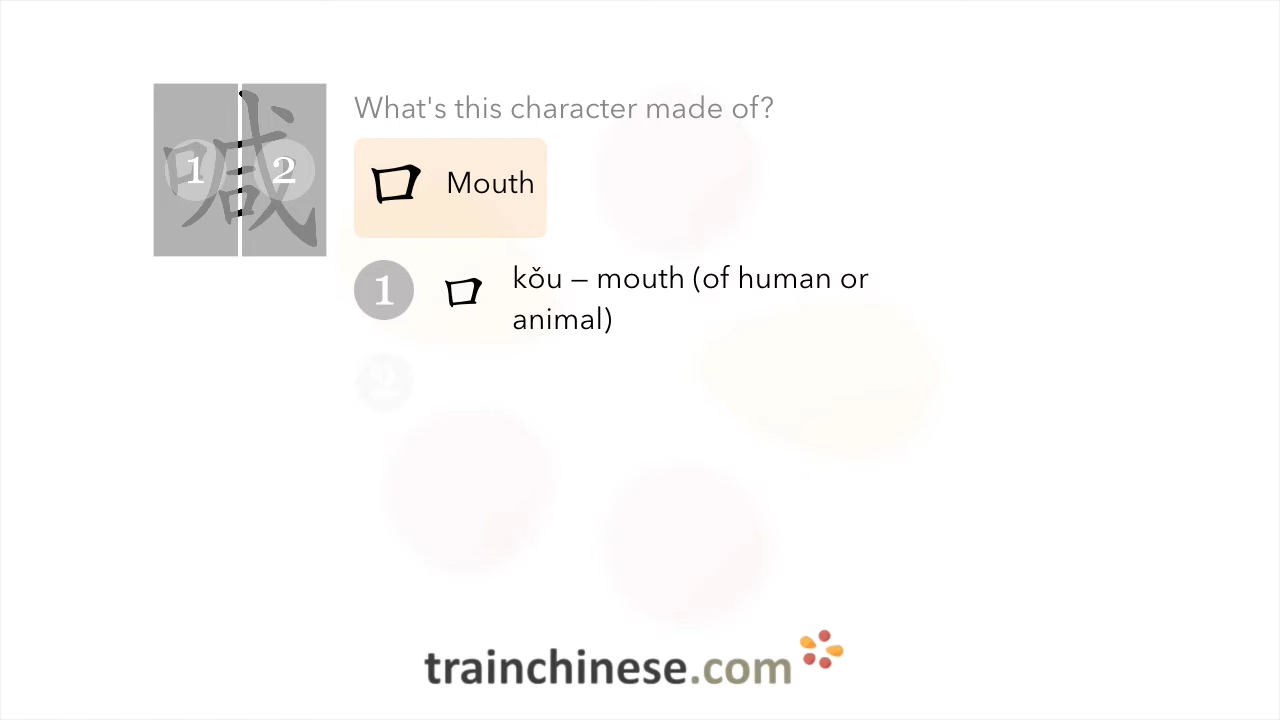 喊
1 2
What's this character made of?
口 Mouth
1 口 kǒu – mouth (of human or
animal)
2
trainchinese.com